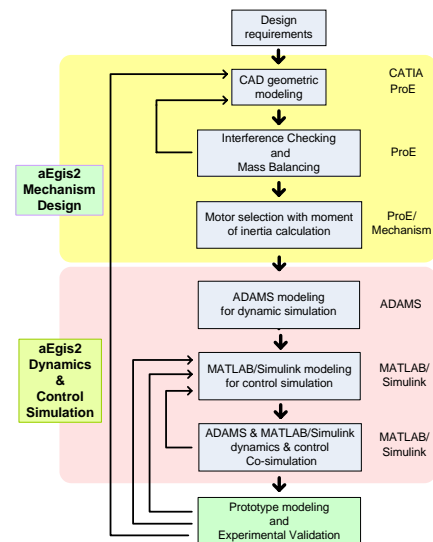 Design
requirements
CAD geometric
modeling
CATIA
ProE
Interference Checking
and
Mass Balancing
ProE
aEgis2
Mechanism
Design
Motor selection with moment
of inertia calculation
ProE/
Mechanism
ADAMS modeling
for dynamic simulation
ADAMS
aEgis2
Dynamics
&
Control
Simulation
MATLAB/Simulink modeling
for control simulation
MATLAB/
Simulink
ADAMS & MATLAB/Simulink
dynamics & control
Co-simulation
MATLAB/
Simulink
Prototype modeling
and
Experimental Validation